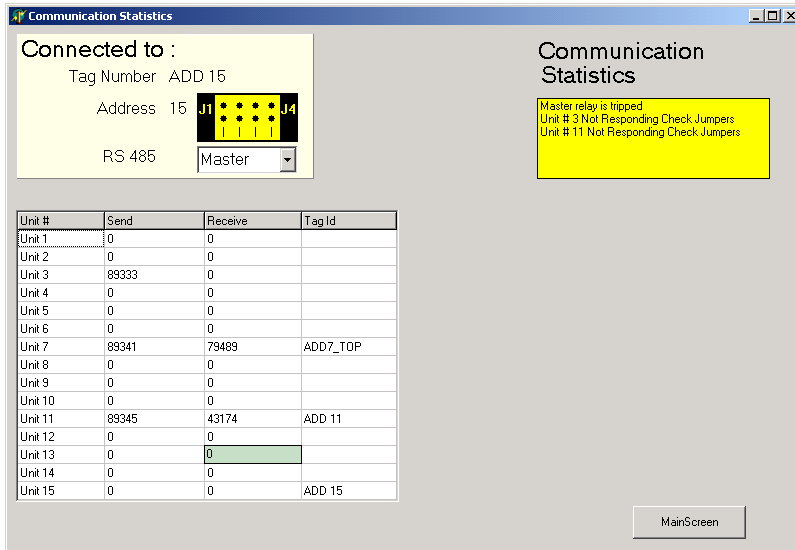 Communication Statistics
Connected to :
Tag Number ADD 15
Address 15 J1 J4
RS 485 Master
Communication
Statistics
Master relay is tripped
Unit # 3 Not Responding Check Jumpers
Unit # 11 Not Responding Check Jumpers
Unit # Send Receive Tag Id
Unit 1 0 0
Unit 2 0 0
Unit 3 89333 0
Unit 4 0 0
Unit 5 0 0
Unit 6 0 0
Unit 7 89341 79489 ADD7_TOP
Unit 8 0 0
Unit 9 0 0
Unit 10 0 0
Unit 11 89345 43174 ADD 11
Unit 12 0 0
Unit 13 0
Unit 14 0 0
Unit 15 0 0 ADD 15
MainScreen